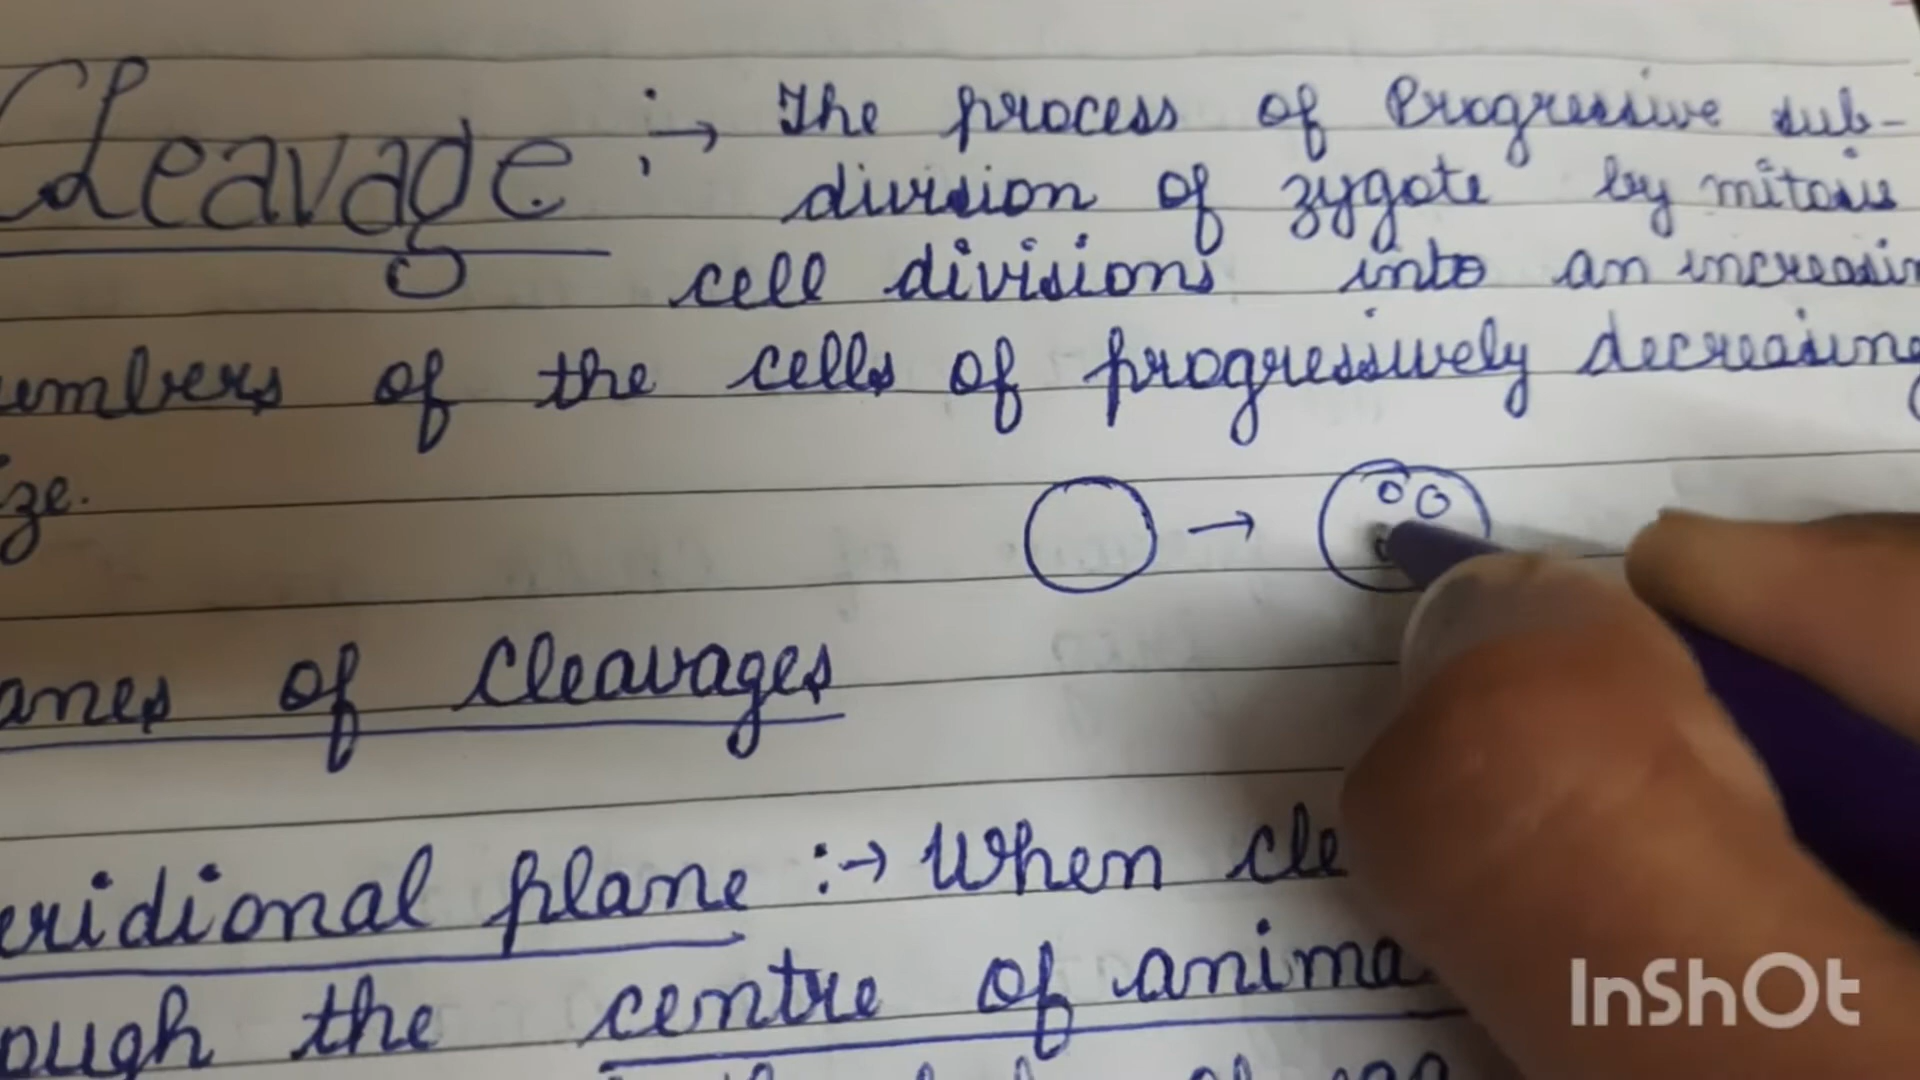 Cleavage :→ The process of Progressive sub-
division of zygote by mitosis
cell divisions into an increasin
umbers of the cells of progressively decreasing
ize.
anes of Cleavages
eridional plane :→ When cle
ough the centre of anima
InShOt